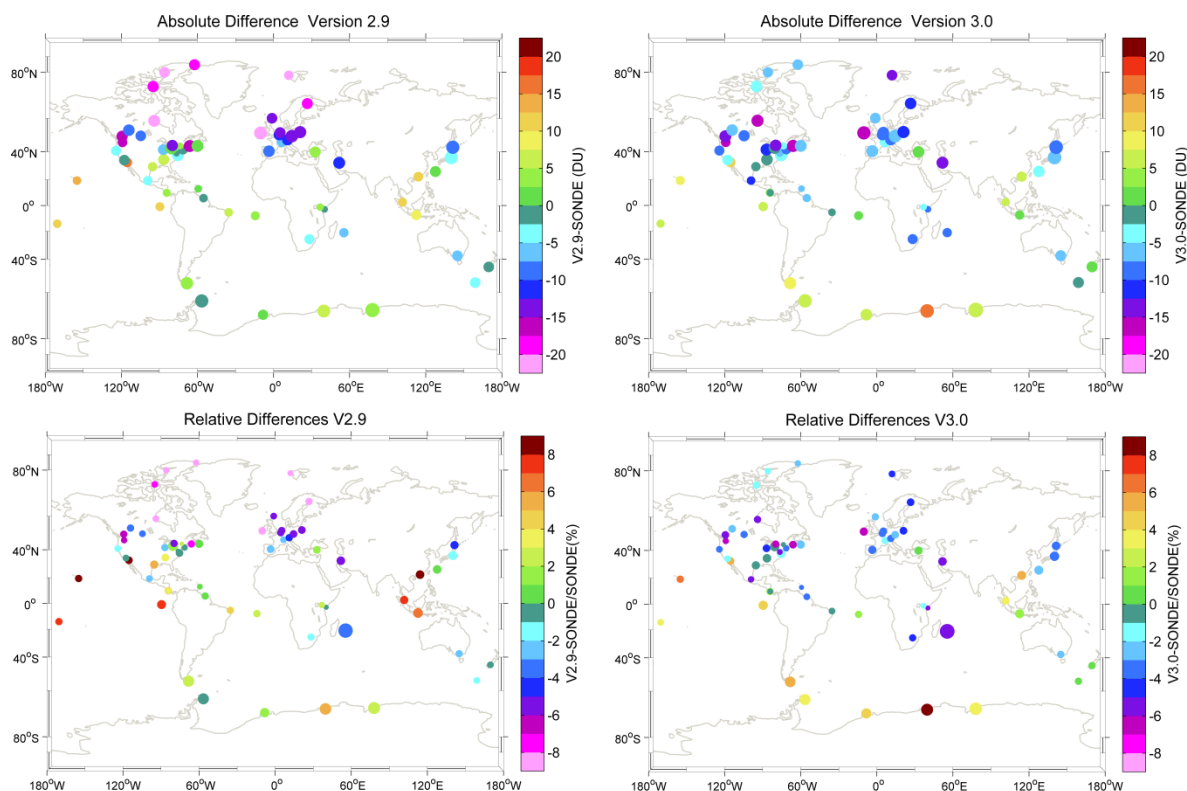 Absolute Difference Version 2.9
80°N
40°N
0°
40°S
80°S
180°W 120°W 60°W 0° 60°E 120°E 180°W
20
15
10
5
0
-5
-10
-15
-20
V2.9-SONDE (DU)
Absolute Difference Version 3.0
80°N
40°N
0°
40°S
80°S
180°W 120°W 60°W 0° 60°E 120°E 180°W
20
15
10
5
0
-5
-10
-15
-20
V3.0-SONDE (DU)
Relative Differences V2.9
80°N
40°N
0°
40°S
80°S
180°W 120°W 60°W 0° 60°E 120°E 180°W
8
6
4
2
0
-2
-4
-6
-8
V2.9-SONDE/SONDE(%)
Relative Differences V3.0
80°N
40°N
0°
40°S
80°S
180°W 120°W 60°W 0° 60°E 120°E 180°W
8
6
4
2
0
-2
-4
-6
-8
V3.0-SONDE/SONDE(%)